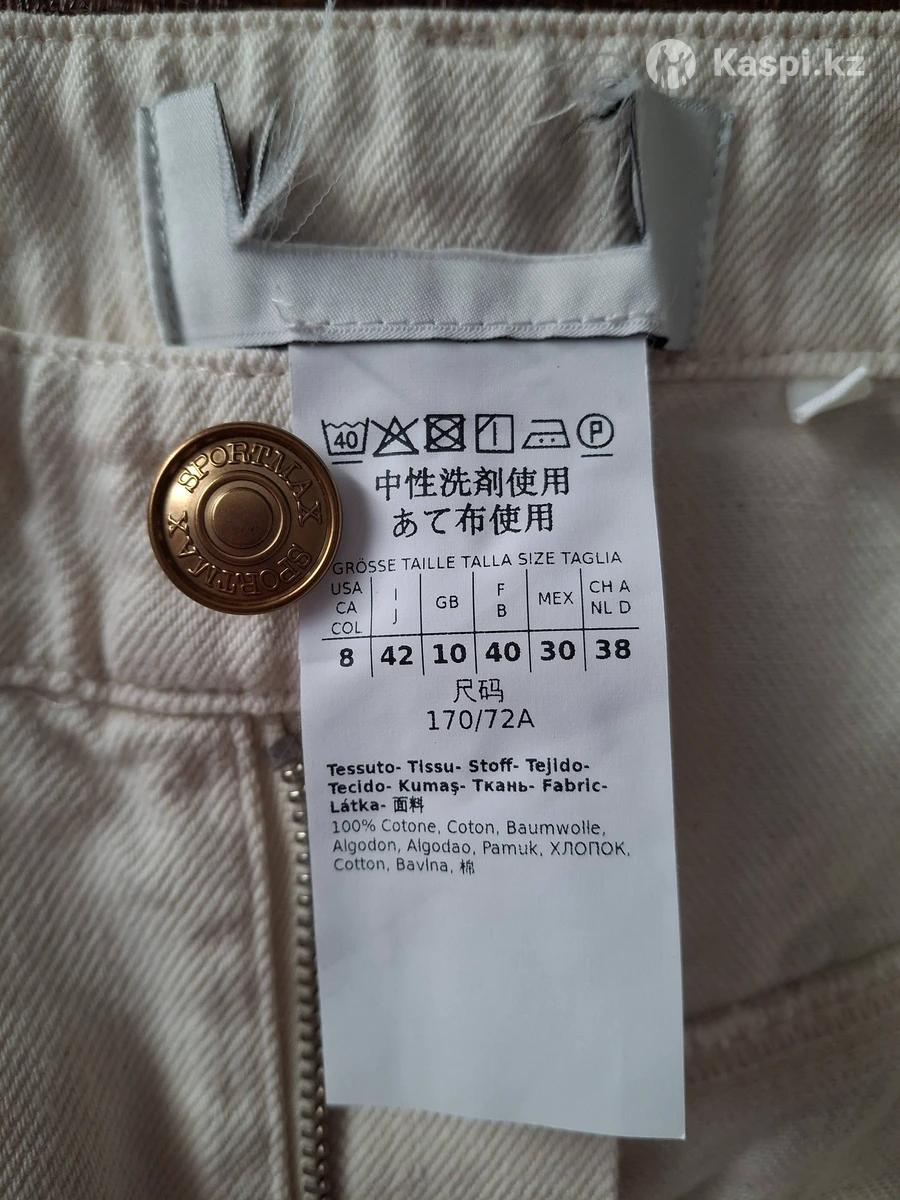 Kaspi.kz
SPORTMAX
SPORTMAX
40
P
中性洗剤使用
あて布使用
GRÖSSE TAILLE TALLA SIZE TAGLIA
USA CA COL
I J
GB
F B
MEX
CH A NL D
8 42 10 40 30 38
尺码
170/72A
Tessuto- Tissu- Stoff- Tejido-
Tecido- Kumaş- Ткань- Fabric-
Látka- 面料
100% Cotone, Coton, Baumwolle,
Algodon, Algodao, Pamuk, ХЛОПОК,
Cotton, Bavlna, 棉